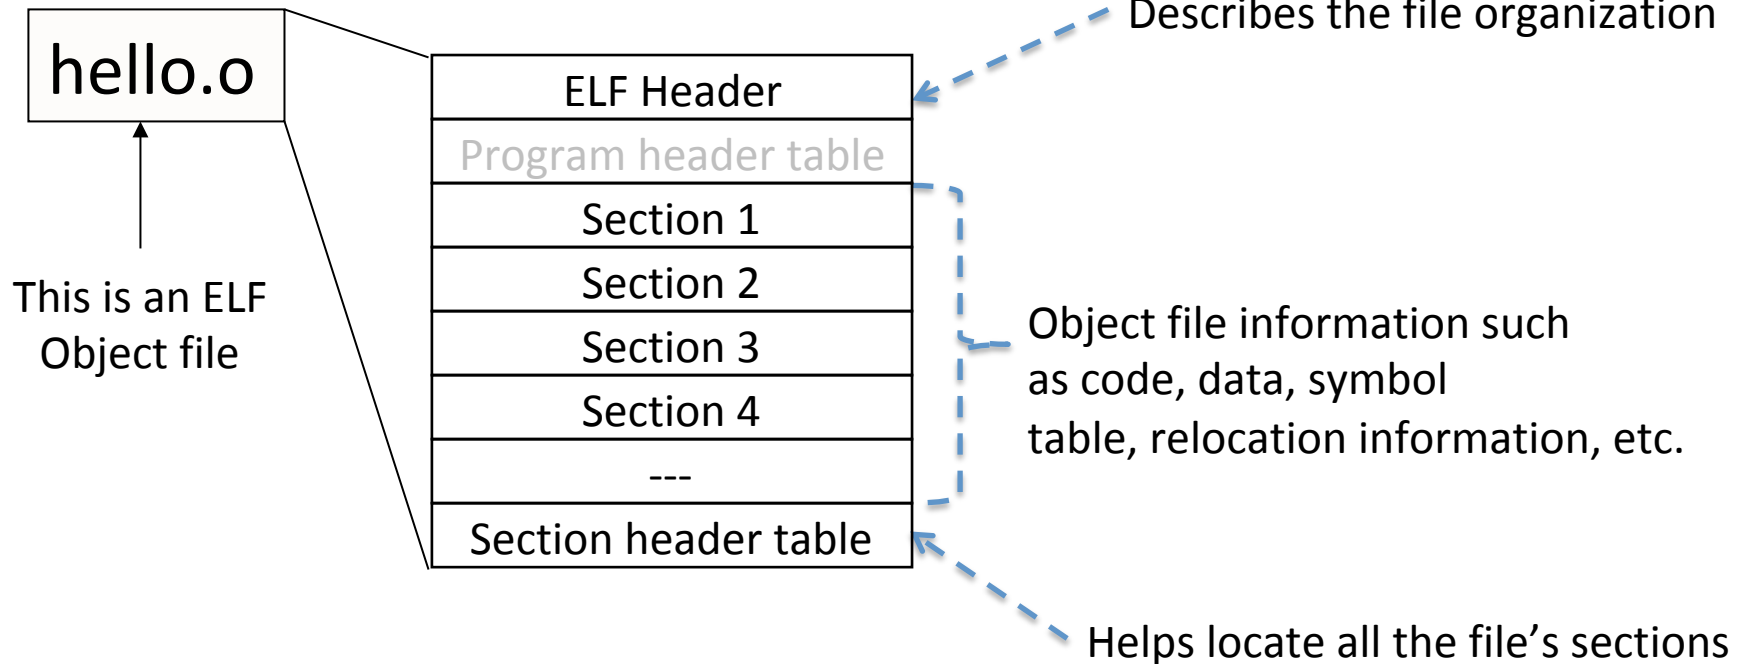 Describes the file organization
hello.o
ELF Header
Program header table
Section 1
Section 2
Section 3
Section 4
---
Section header table
This is an ELF
Object file
Object file information such
as code, data, symbol
table, relocation information, etc.
Helps locate all the file’s sections